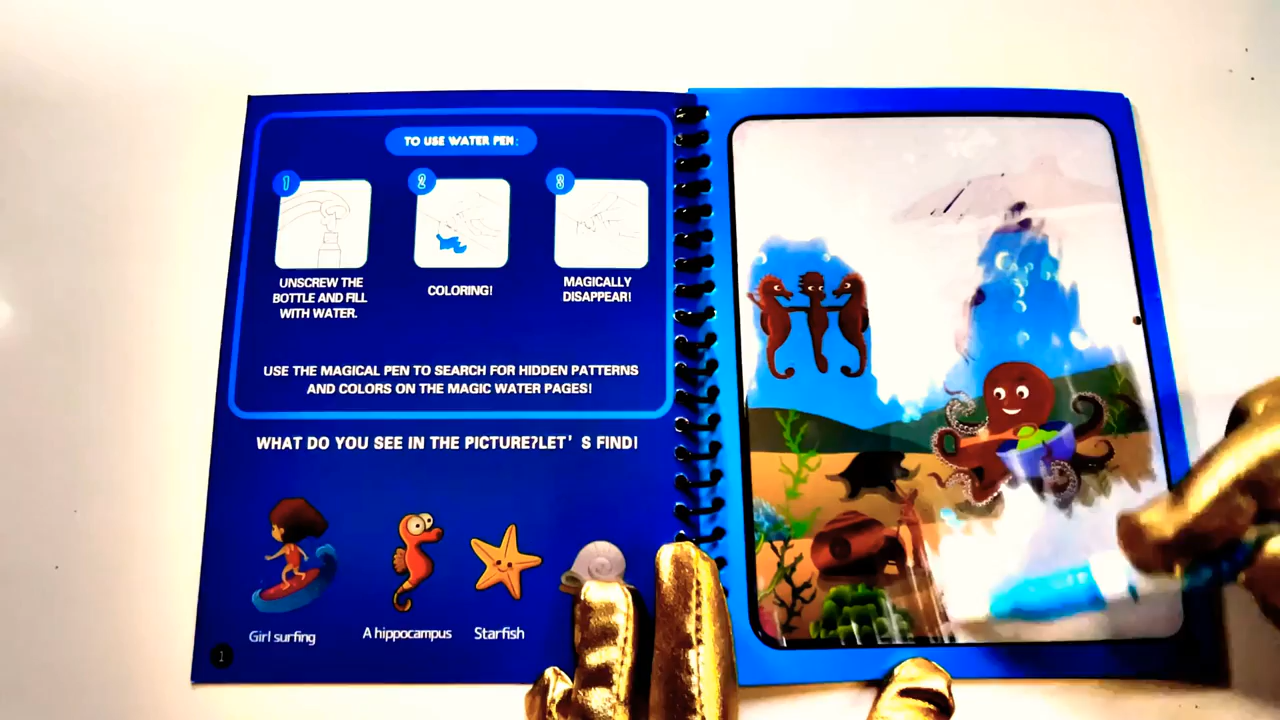 TO USE WATER PEN:
1
2
3
UNSCREW THE
BOTTLE AND FILL
WITH WATER.
COLORING!
MAGICALLY
DISAPPEAR!
USE THE MAGICAL PEN TO SEARCH FOR HIDDEN PATTERNS
AND COLORS ON THE MAGIC WATER PAGES!
WHAT DO YOU SEE IN THE PICTURE?LET'S FIND!
Girl surfing
A hippocampus
Starfish
1